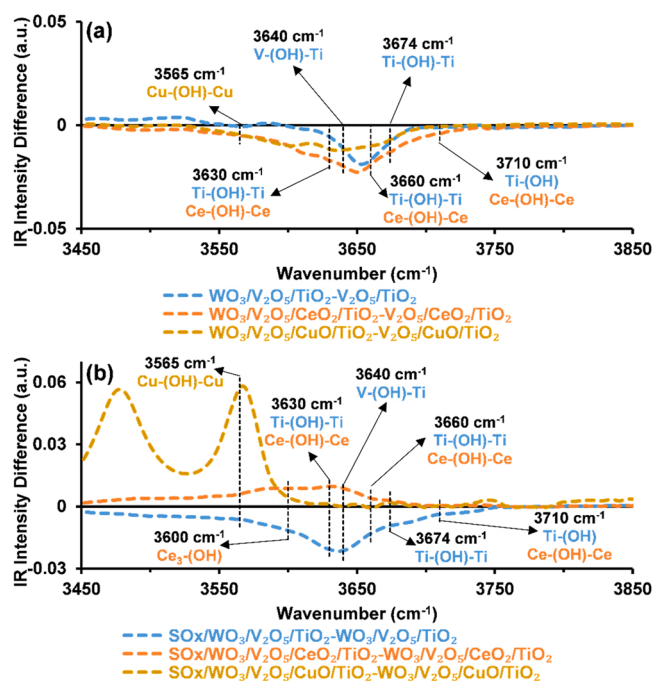 (a)
0.05
3640 cm⁻¹
V-(OH)-Ti
3674 cm⁻¹
Ti-(OH)-Ti
3565 cm⁻¹
Cu-(OH)-Cu
0
3630 cm⁻¹
Ti-(OH)-Ti
Ce-(OH)-Ce
3660 cm⁻¹
Ti-(OH)-Ti
Ce-(OH)-Ce
3710 cm⁻¹
Ti-(OH)
Ce-(OH)-Ce
-0.05
IR Intensity Difference (a.u.)
3450 3550 3650 3750 3850
Wavenumber (cm⁻¹)
WO₃/V₂O₅/TiO₂-V₂O₅/TiO₂
WO₃/V₂O₅/CeO₂/TiO₂-V₂O₅/CeO₂/TiO₂
WO₃/V₂O₅/CuO/TiO₂-V₂O₅/CuO/TiO₂
(b)
3565 cm⁻¹
Cu-(OH)-Cu
0.06
3630 cm⁻¹
Ti-(OH)-Ti
Ce-(OH)-Ce
3640 cm⁻¹
V-(OH)-Ti
3660 cm⁻¹
Ti-(OH)-Ti
Ce-(OH)-Ce
0.03
0
3600 cm⁻¹
Ce₃-(OH)
3674 cm⁻¹
Ti-(OH)-Ti
3710 cm⁻¹
Ti-(OH)
Ce-(OH)-Ce
-0.03
IR Intensity Difference (a.u.)
3450 3550 3650 3750 3850
Wavenumber (cm⁻¹)
SOx/WO₃/V₂O₅/TiO₂-WO₃/V₂O₅/TiO₂
SOx/WO₃/V₂O₅/CeO₂/TiO₂-WO₃/V₂O₅/CeO₂/TiO₂
SOx/WO₃/V₂O₅/CuO/TiO₂-WO₃/V₂O₅/CuO/TiO₂